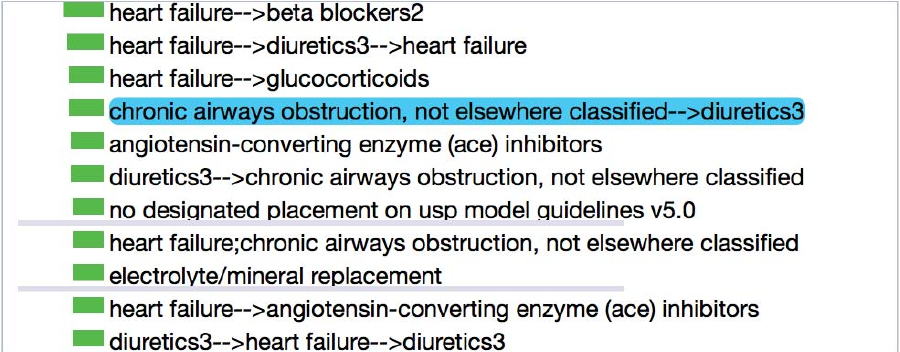 heart failure-->beta blockers2
heart failure-->diuretics3-->heart failure
heart failure-->glucocorticoids
chronic airways obstruction, not elsewhere classified-->diuretics3
angiotensin-converting enzyme (ace) inhibitors
diuretics3-->chronic airways obstruction, not elsewhere classified
no designated placement on usp model guidelines v5.0
heart failure;chronic airways obstruction, not elsewhere classified
electrolyte/mineral replacement
heart failure-->angiotensin-converting enzyme (ace) inhibitors
diuretics3-->heart failure-->diuretics3